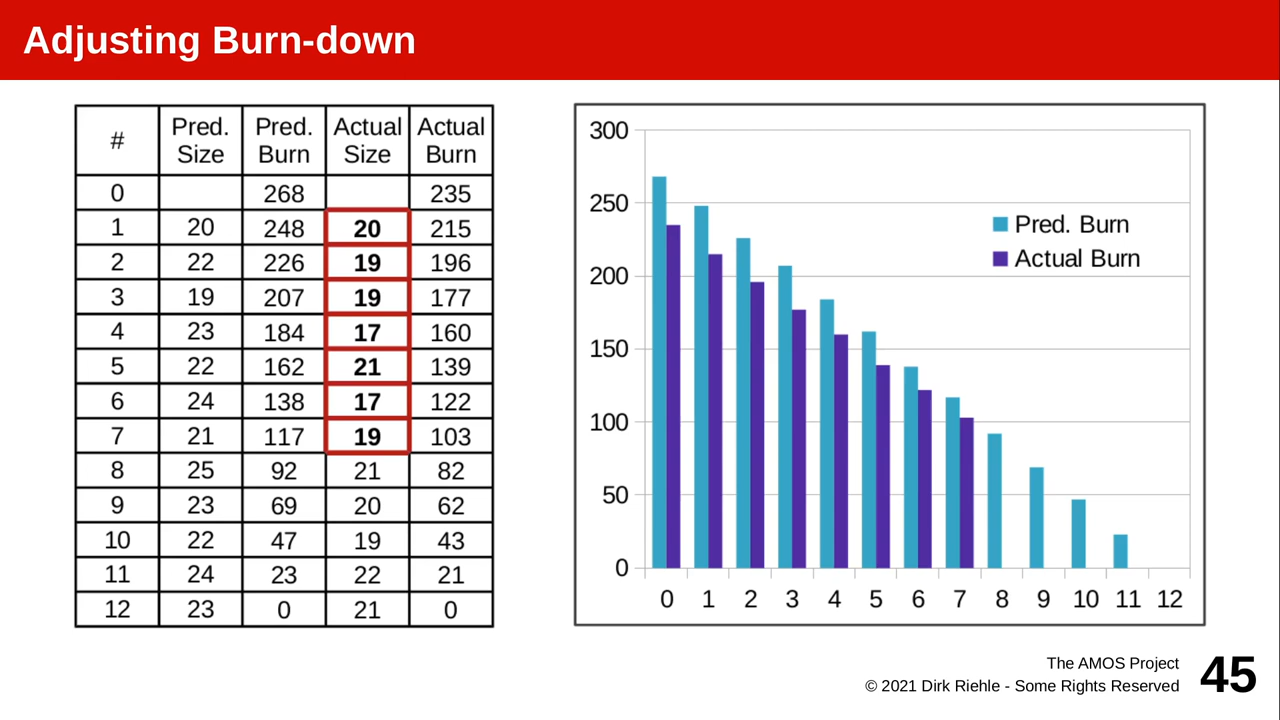 Adjusting Burn-down
# Pred. Size Pred. Burn Actual Size Actual Burn
0 268 235
1 20 248 20 215
2 22 226 19 196
3 19 207 19 177
4 23 184 17 160
5 22 162 21 139
6 24 138 17 122
7 21 117 19 103
8 25 92 21 82
9 23 69 20 62
10 22 47 19 43
11 24 23 22 21
12 23 0 21 0
300
250
200
150
100
50
0
Pred. Burn
Actual Burn
0 1 2 3 4 5 6 7 8 9 10 11 12
The AMOS Project
© 2021 Dirk Riehle - Some Rights Reserved
45